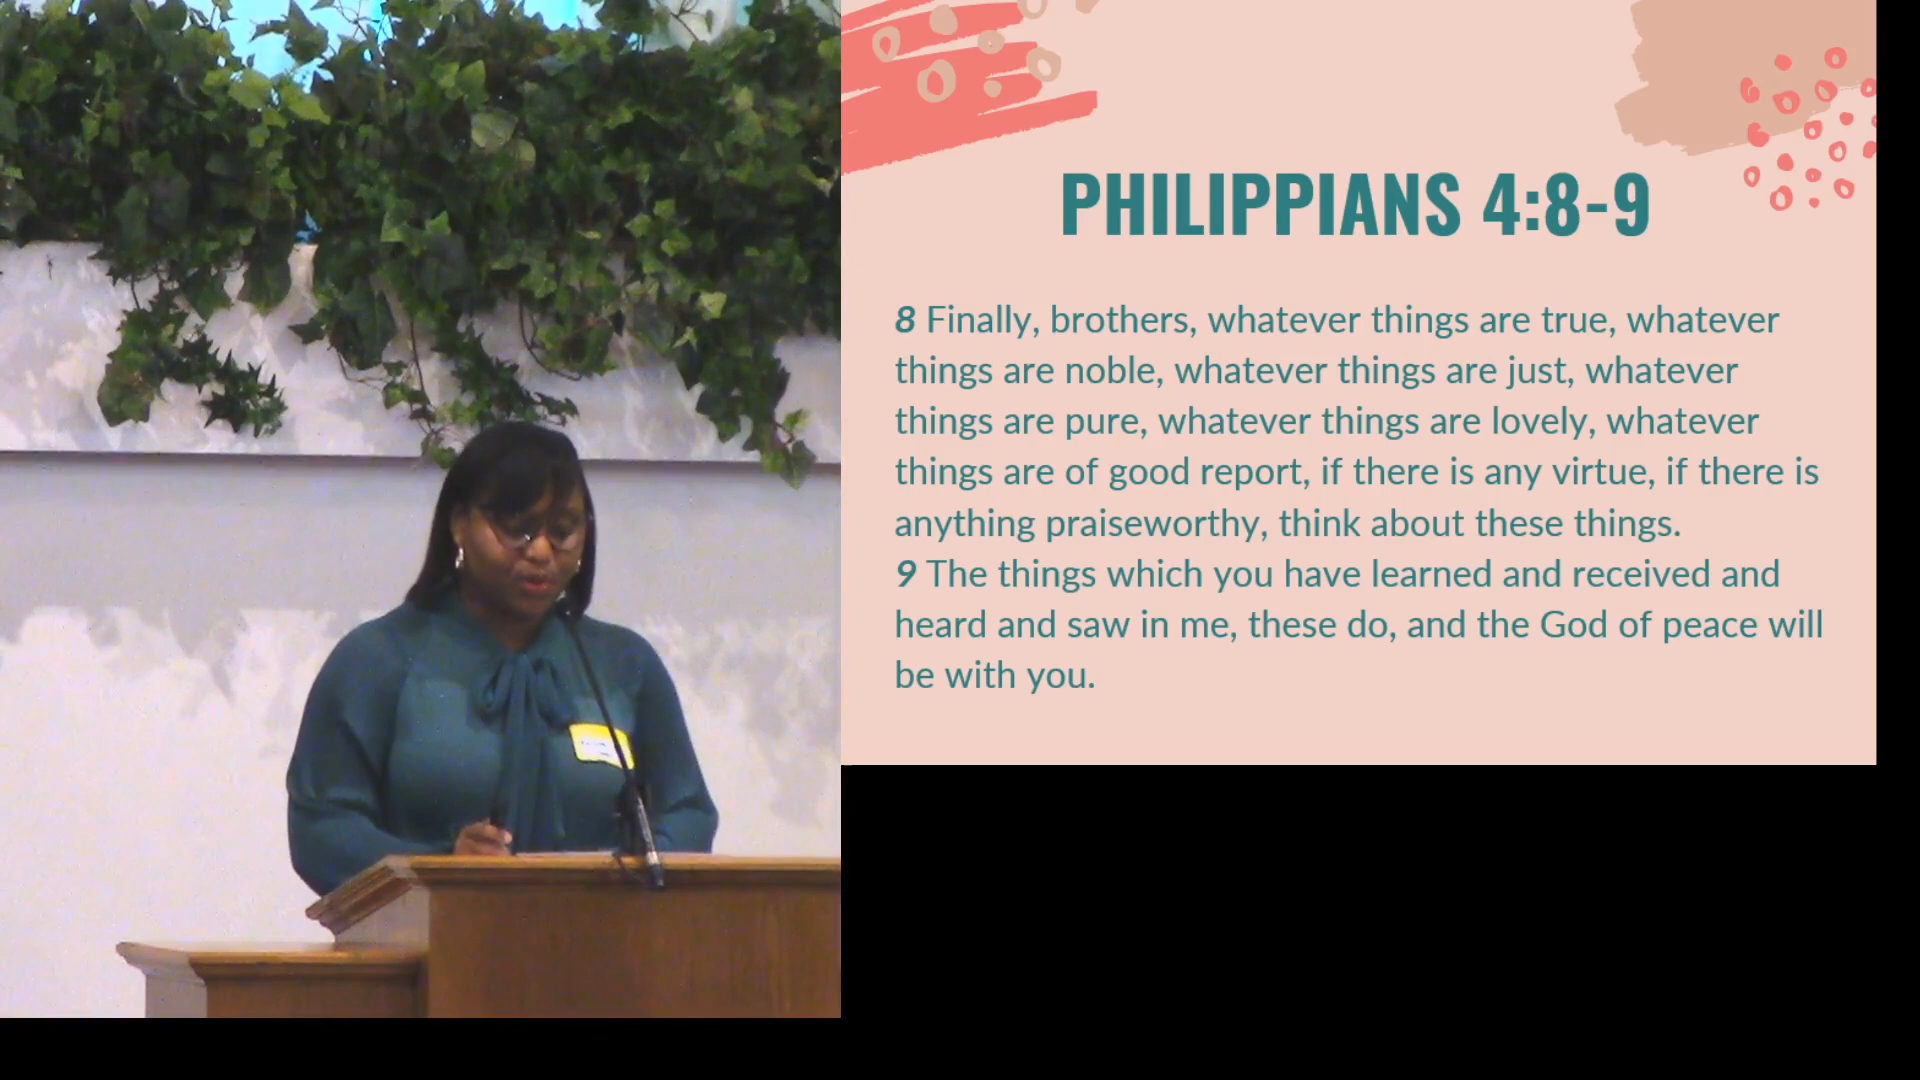 PHILIPPIANS 4:8-9
8 Finally, brothers, whatever things are true, whatever
things are noble, whatever things are just, whatever
things are pure, whatever things are lovely, whatever
things are of good report, if there is any virtue, if there is
anything praiseworthy, think about these things.
9 The things which you have learned and received and
heard and saw in me, these do, and the God of peace will
be with you.